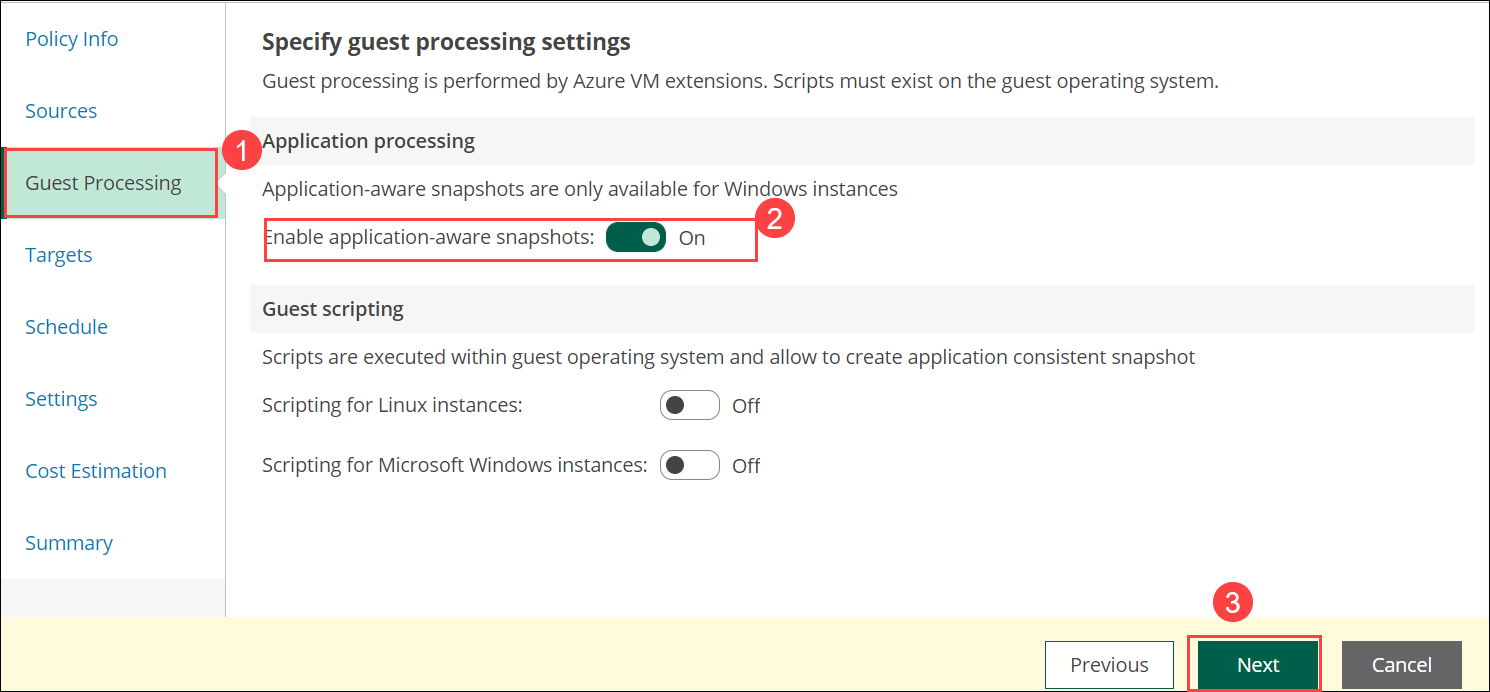 Policy Info
Sources
Guest Processing
Targets
Schedule
Settings
Cost Estimation
Summary
1
Specify guest processing settings
Guest processing is performed by Azure VM extensions. Scripts must exist on the guest operating system.
Application processing
Application-aware snapshots are only available for Windows instances
2
Enable application-aware snapshots: On
Guest scripting
Scripts are executed within guest operating system and allow to create application consistent snapshot
Scripting for Linux instances: Off
Scripting for Microsoft Windows instances: Off
3
Previous Next Cancel